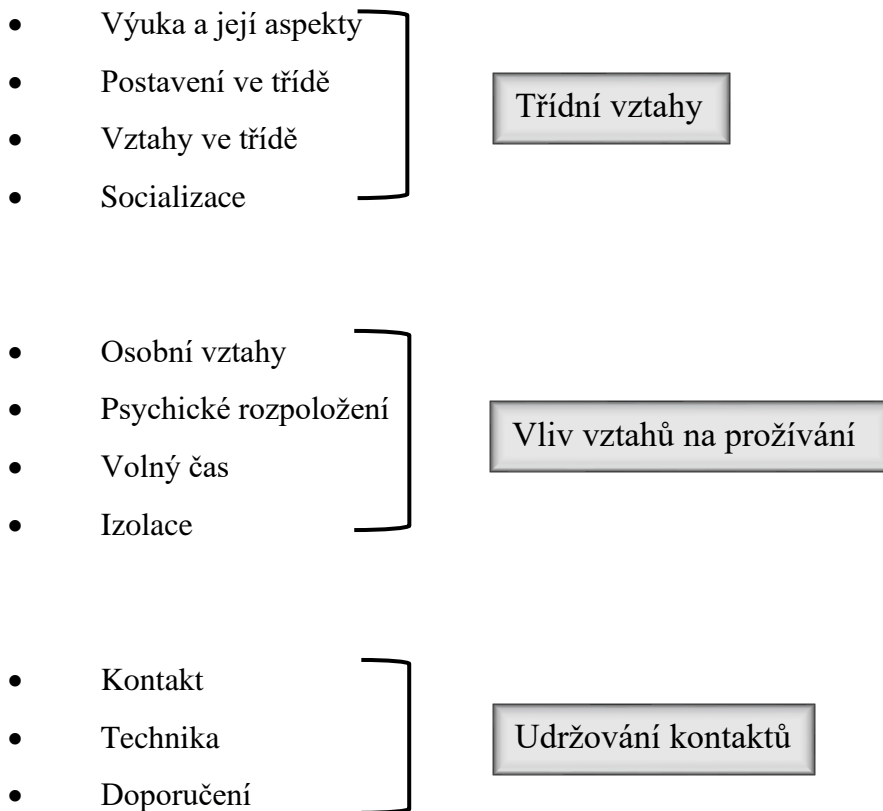 • Výuka a její aspekty
• Postavení ve třídě
Třídní vztahy
• Vztahy ve třídě
• Socializace
• Osobní vztahy
• Psychické rozpoložení
Vliv vztahů na prožívání
• Volný čas
• Izolace
• Kontakt
• Technika
Udržování kontaktů
• Doporučení